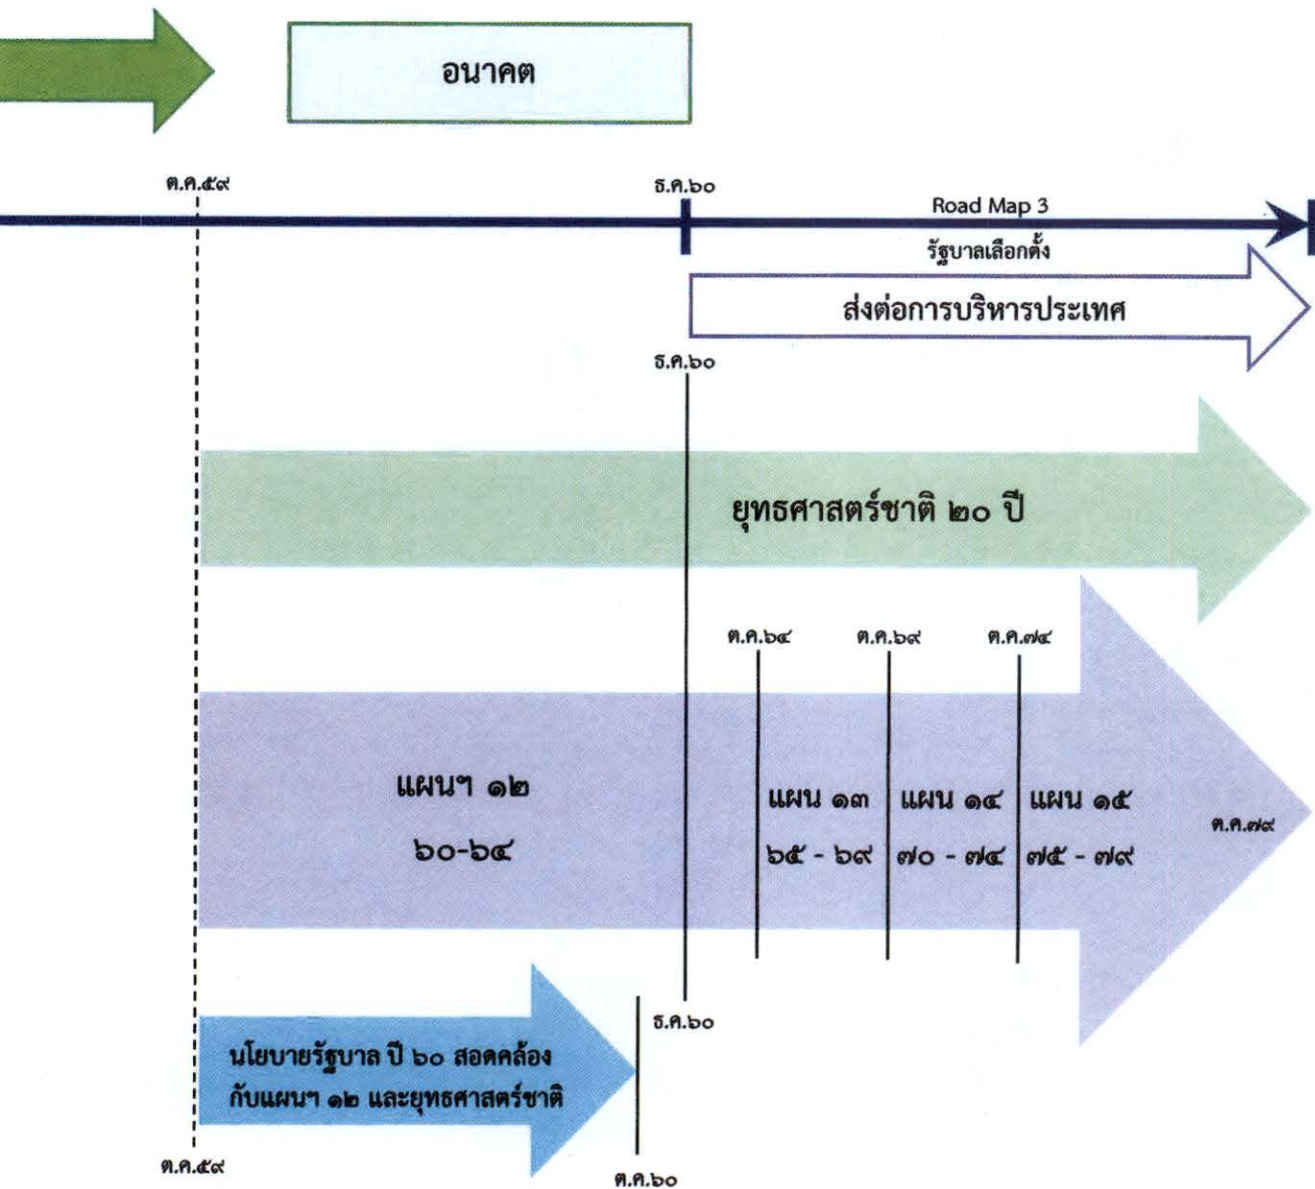 อนาคต
ต.ค.๕๙
ธ.ค.๖๐
Road Map 3
รัฐบาลเลือกตั้ง
ส่งต่อการบริหารประเทศ
ธ.ค.๖๐
ยุทธศาสตร์ชาติ ๒๐ ปี
ต.ค.๖๔
ต.ค.๖๙
ต.ค.๗๔
แผนฯ ๑๒
๖๐-๖๔
แผน ๑๓
๖๕ - ๖๙
แผน ๑๔
๗๐ - ๗๔
แผน ๑๕
๗๕ - ๗๙
ต.ค.๗๙
ธ.ค.๖๐
นโยบายรัฐบาล ปี ๖๐ สอดคล้อง
กับแผนฯ ๑๒ และยุทธศาสตร์ชาติ
ต.ค.๕๙
ต.ค.๖๐